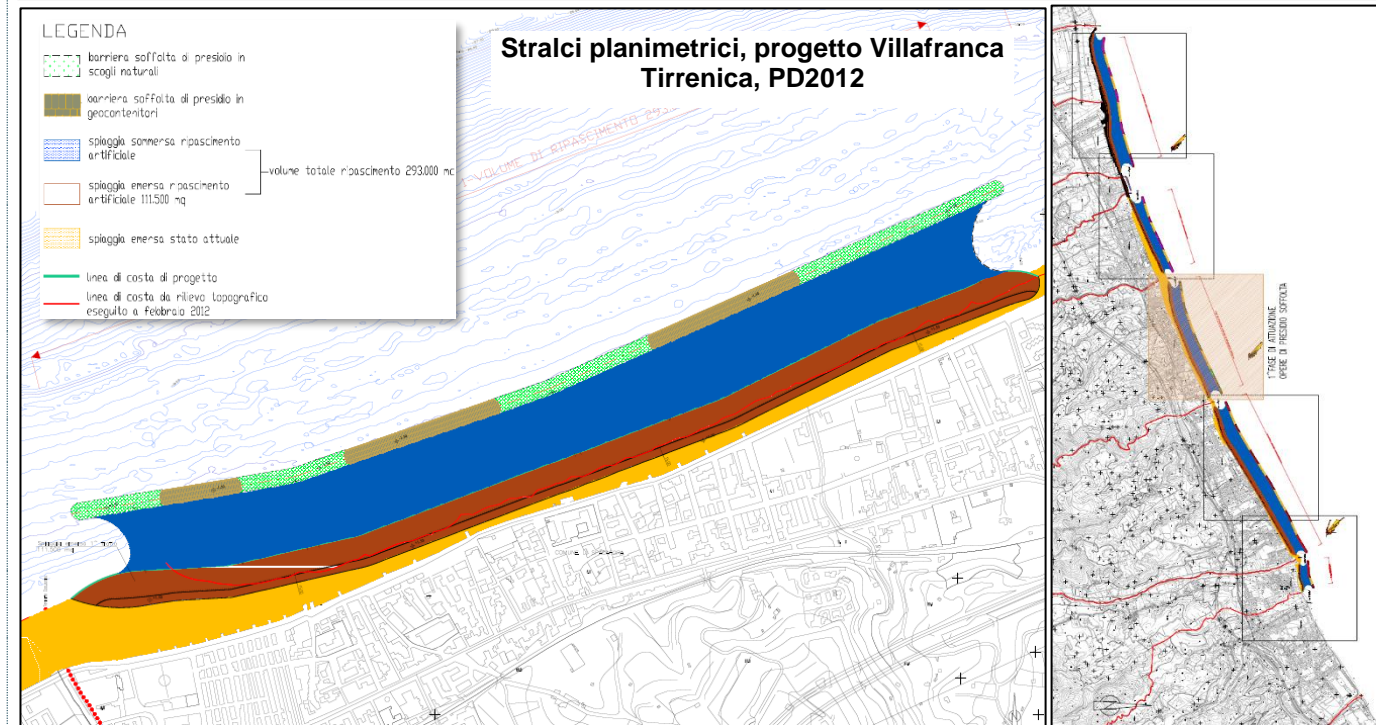 LEGENDA
barriera soffolta di presidio in
scogli naturali
barriera soffolta di presidio in
geocontenitori
spiaggia sommersa ripascimento
artificiale
volume totale ripascimento 293.000 mc
spiaggia emersa ripascimento
artificiale 111.500 mq
spiaggia emersa stato attuale
linea di costa di progetto
linea di costa da rilievo topografico
eseguito a febbraio 2012
Stralci planimetrici, progetto Villafranca
Tirrenica, PD2012
VOLUME DI RIPASCIMENTO 293.
1°FASE DI ATTUAZIONE
OPERE DI PRESIDIO SOFFOLTA